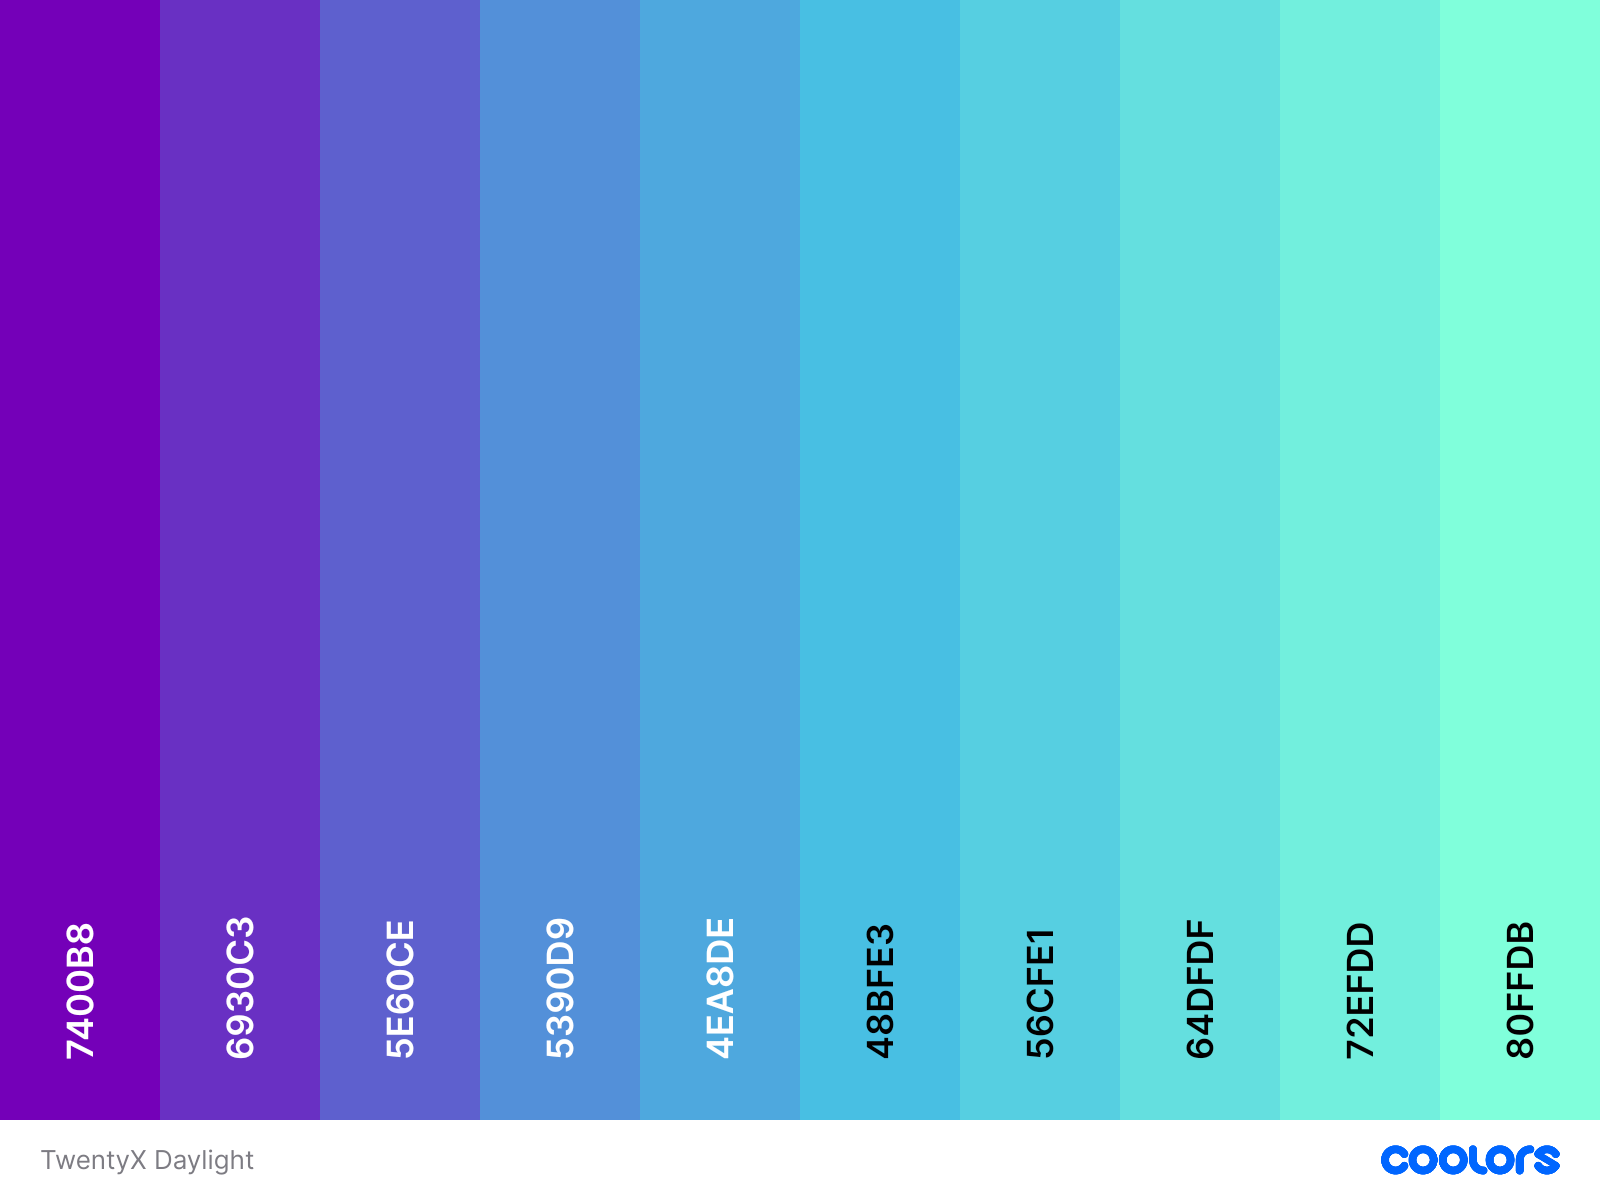 7400B8
6930C3
5E60CE
5390D9
4EA8DE
48BFE3
56CFE1
64DFDF
72EFDD
80FFDB
TwentyX Daylight
coolors